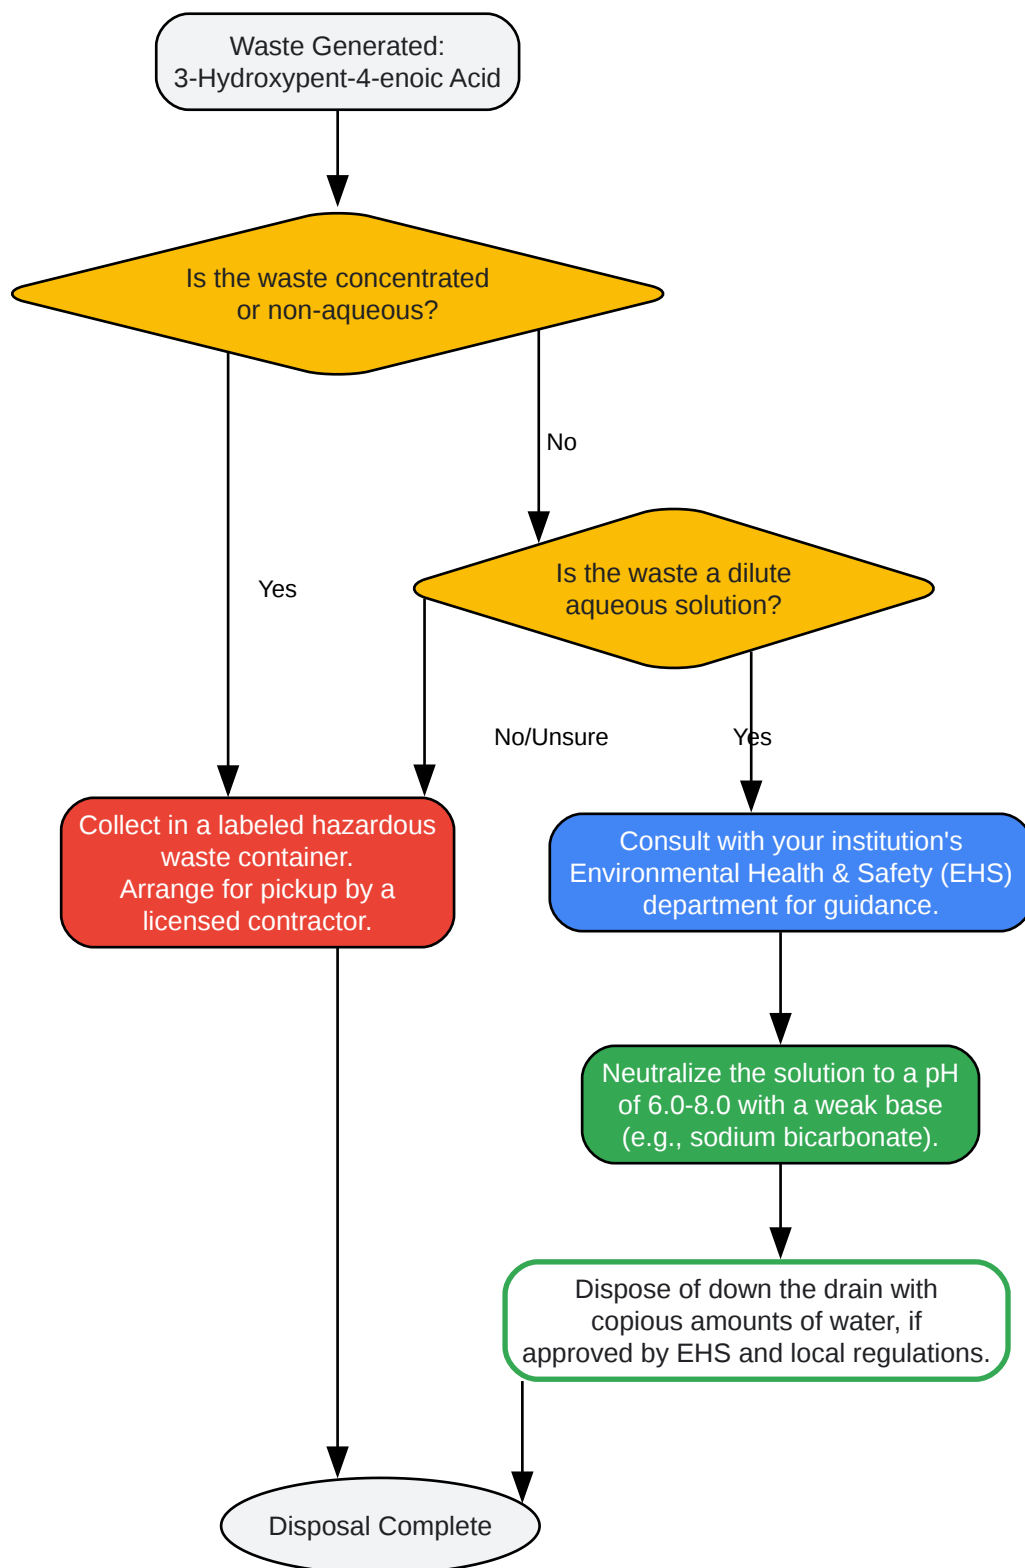 Waste Generated:
3-Hydroxypent-4-enoic Acid
Is the waste concentrated
or non-aqueous?
No
Is the waste a dilute
aqueous solution?
Yes
No/Unsure
Yes
Collect in a labeled hazardous
waste container.
Arrange for pickup by a
licensed contractor.
Consult with your institution's
Environmental Health & Safety (EHS)
department for guidance.
Neutralize the solution to a pH
of 6.0-8.0 with a weak base
(e.g., sodium bicarbonate).
Dispose of down the drain with
copious amounts of water, if
approved by EHS and local regulations.
Disposal Complete